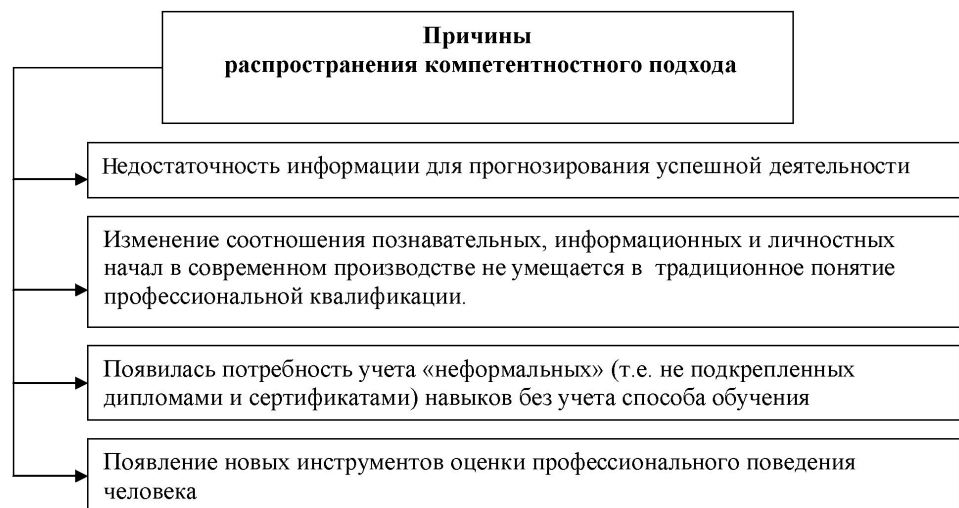 Причины
распространения компетентностного подхода
Недостаточность информации для прогнозирования успешной деятельности
Изменение соотношения познавательных, информационных и личностных
начал в современном производстве не умещается в традиционное понятие
профессиональной квалификации.
Появилась потребность учета «неформальных» (т.е. не подкрепленных
дипломами и сертификатами) навыков без учета способа обучения
Появление новых инструментов оценки профессионального поведения
человека